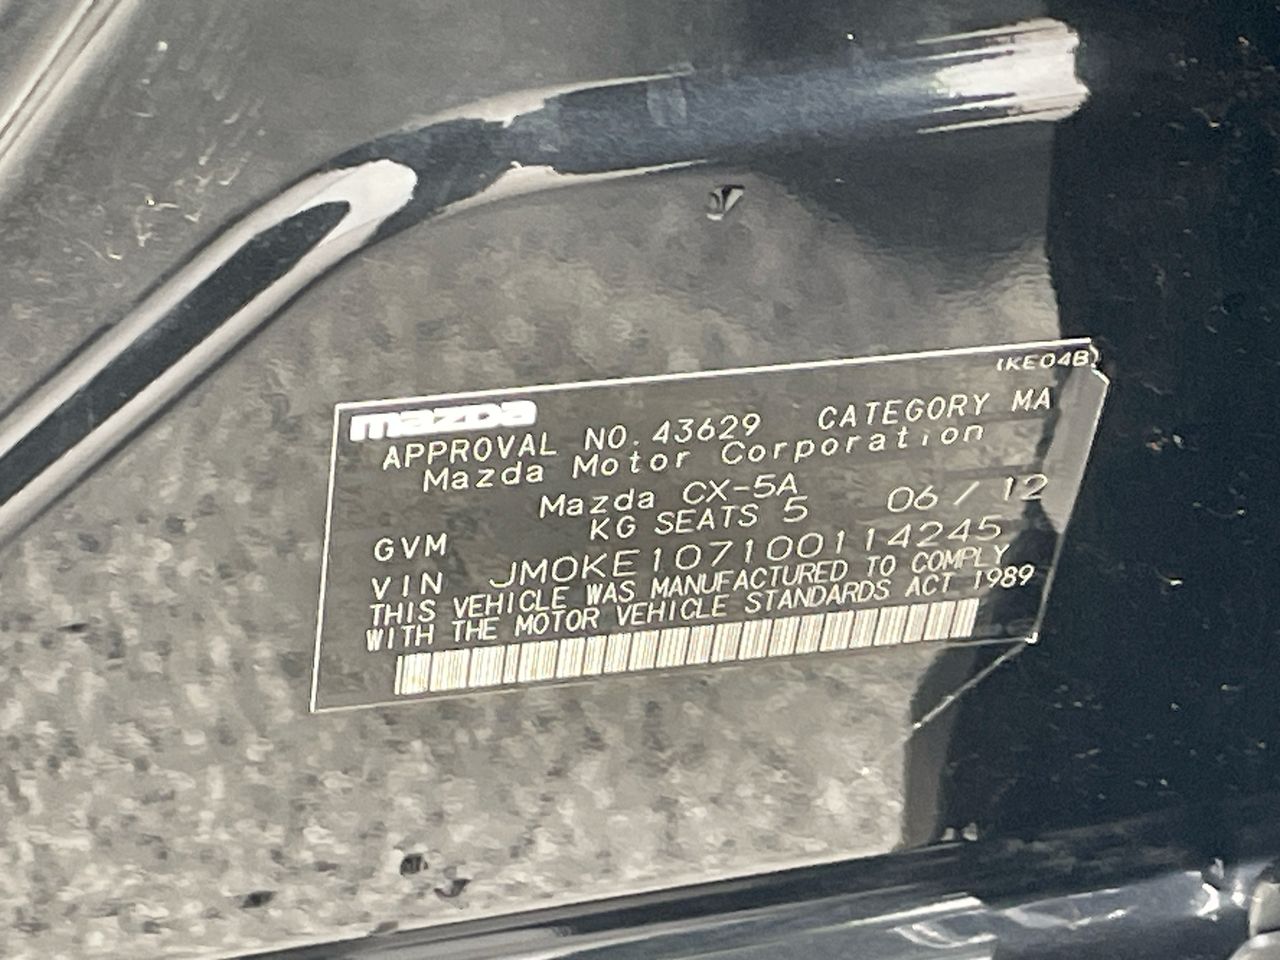 (KE04B)
mazda
APPROVAL NO. 43629 CATEGORY MA
Mazda Motor Corporation
Mazda CX-5A 06 / 12
GVM KG SEATS 5
VIN JM0KE107100114245
THIS VEHICLE WAS MANUFACTURED TO COMPLY
WITH THE MOTOR VEHICLE STANDARDS ACT 1989